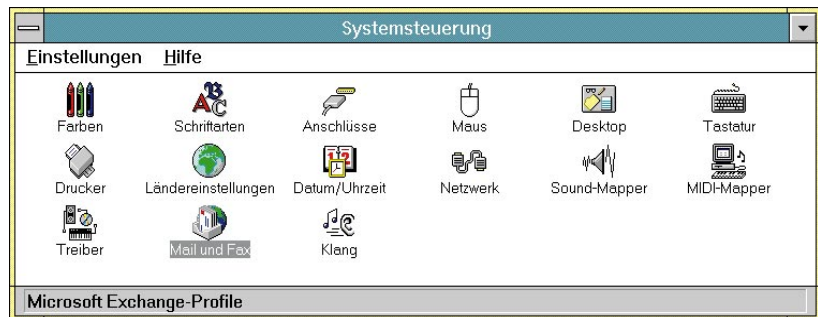 Systemsteuerung
Einstellungen Hilfe
Farben Schriftarten Anschlüsse Maus Desktop Tastatur
Drucker Ländereinstellungen Datum/Uhrzeit Netzwerk Sound-Mapper MIDI-Mapper
Treiber Mail und Fax Klang
Microsoft Exchange-Profile